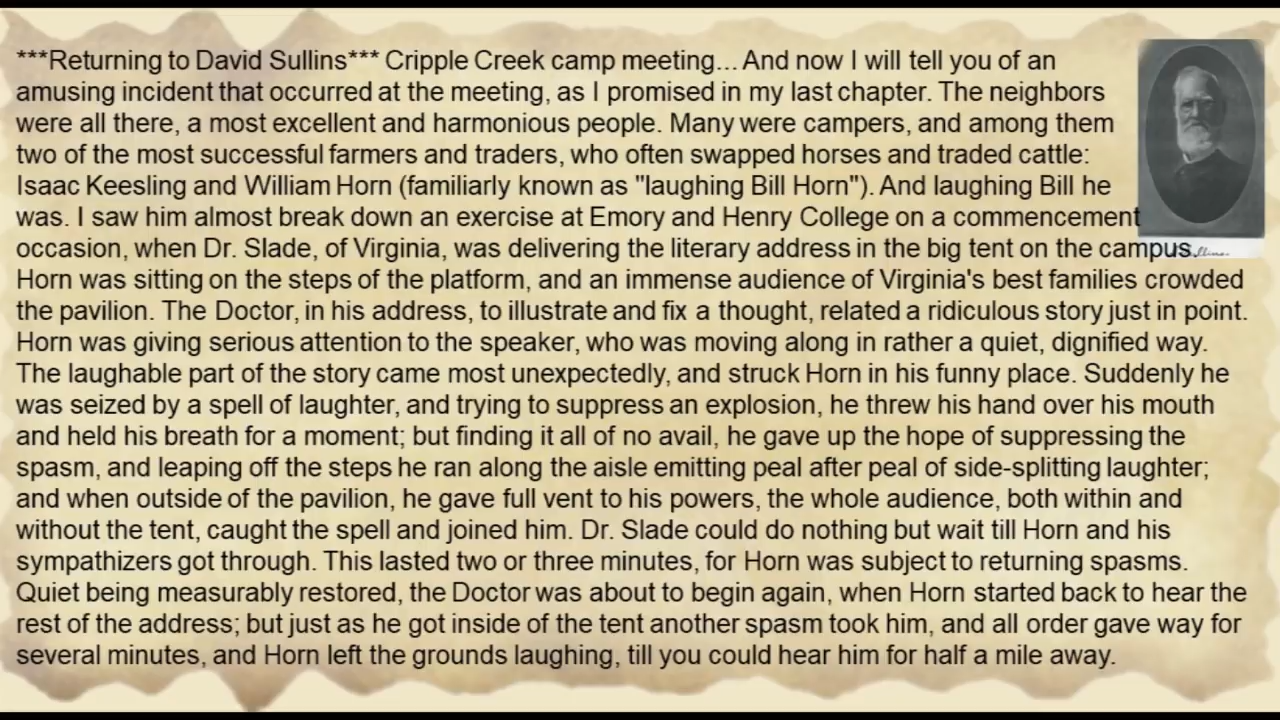 ***Returning to David Sullins*** Cripple Creek camp meeting... And now I will tell you of an
amusing incident that occurred at the meeting, as I promised in my last chapter. The neighbors
were all there, a most excellent and harmonious people. Many were campers, and among them
two of the most successful farmers and traders, who often swapped horses and traded cattle:
Isaac Keesling and William Horn (familiarly known as "laughing Bill Horn"). And laughing Bill he
was. I saw him almost break down an exercise at Emory and Henry College on a commencement
occasion, when Dr. Slade, of Virginia, was delivering the literary address in the big tent on the campus.
Horn was sitting on the steps of the platform, and an immense audience of Virginia's best families crowded
the pavilion. The Doctor, in his address, to illustrate and fix a thought, related a ridiculous story just in point.
Horn was giving serious attention to the speaker, who was moving along in rather a quiet, dignified way.
The laughable part of the story came most unexpectedly, and struck Horn in his funny place. Suddenly he
was seized by a spell of laughter, and trying to suppress an explosion, he threw his hand over his mouth
and held his breath for a moment; but finding it all of no avail, he gave up the hope of suppressing the
spasm, and leaping off the steps he ran along the aisle emitting peal after peal of side-splitting laughter;
and when outside of the pavilion, he gave full vent to his powers, the whole audience, both within and
without the tent, caught the spell and joined him. Dr. Slade could do nothing but wait till Horn and his
sympathizers got through. This lasted two or three minutes, for Horn was subject to returning spasms.
Quiet being measurably restored, the Doctor was about to begin again, when Horn started back to hear the
rest of the address; but just as he got inside of the tent another spasm took him, and all order gave way for
several minutes, and Horn left the grounds laughing, till you could hear him for half a mile away.